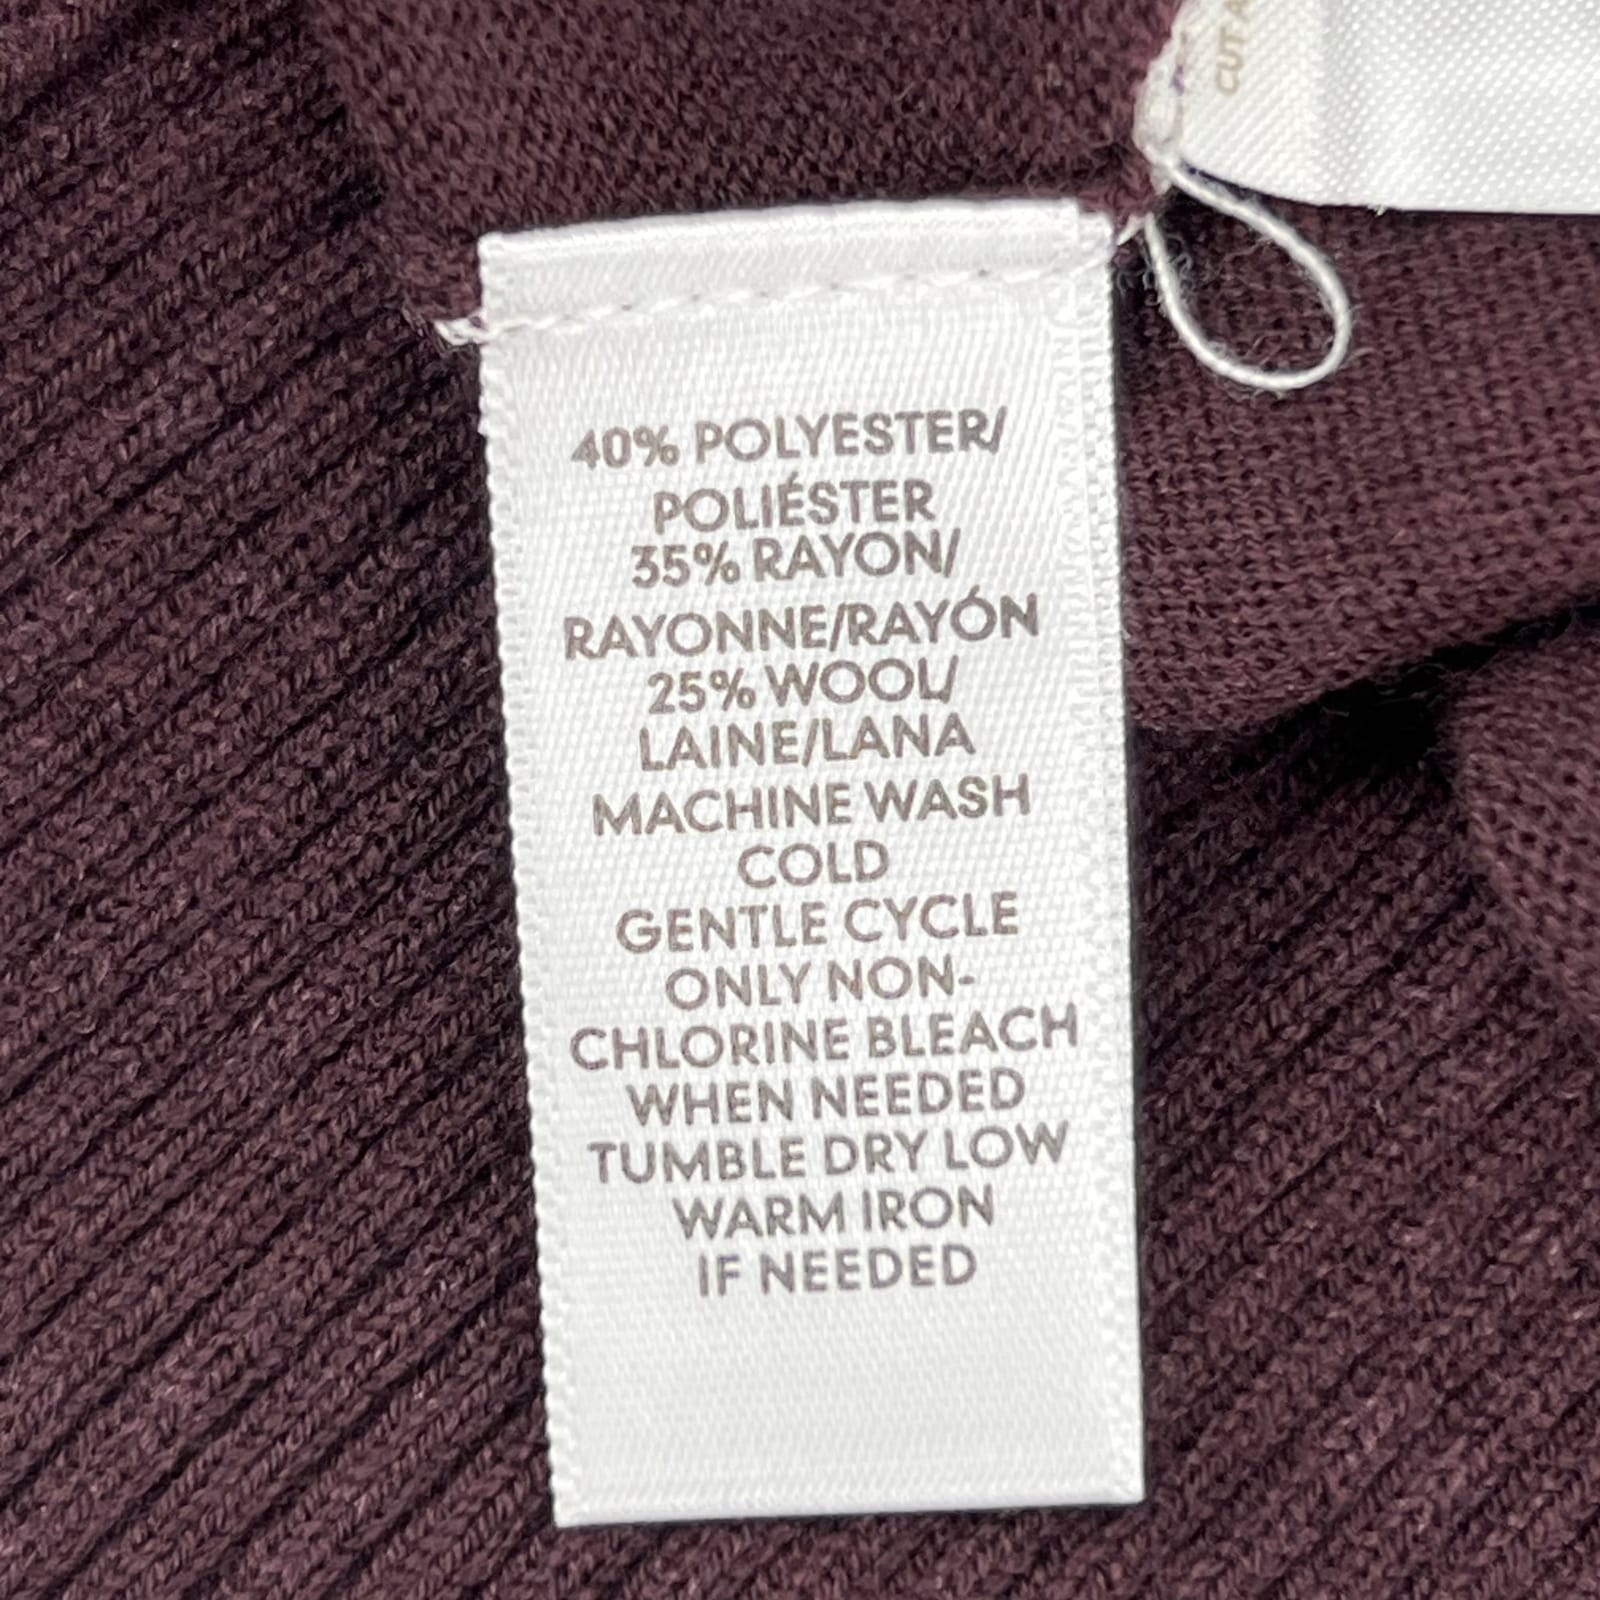 CUT A
40% POLYESTER/
POLIÉSTER
35% RAYON/
RAYONNE/RAYÓN
25% WOOL/
LAINE/LANA
MACHINE WASH
COLD
GENTLE CYCLE
ONLY NON-
CHLORINE BLEACH
WHEN NEEDED
TUMBLE DRY LOW
WARM IRON
IF NEEDED